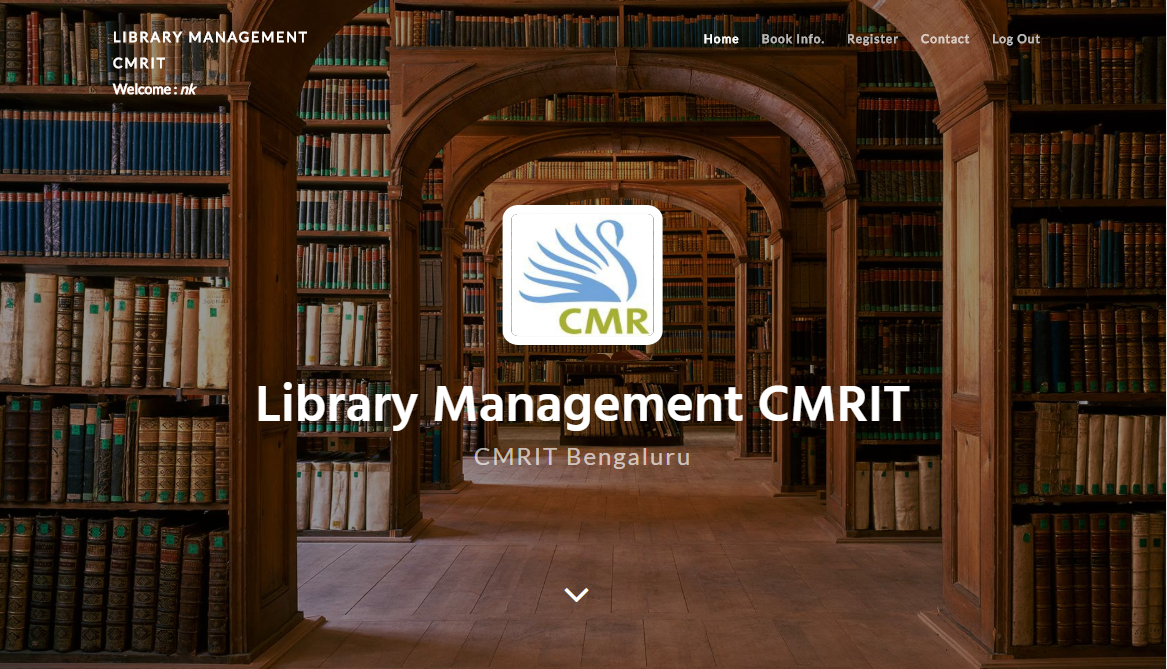 LIBRARY MANAGEMENT
CMRIT
Welcome : nk
Home Book Info. Register Contact Log Out
CMR
Library Management CMRIT
CMRIT Bengaluru